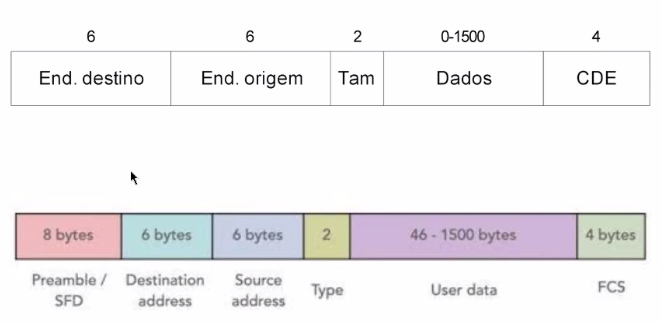 6 6 2 0-1500 4
End. destino End. origem Tam Dados CDE
8 bytes 6 bytes 6 bytes 2 46 - 1500 bytes 4 bytes
Preamble / Destination Source Type User data FCS
SFD address address